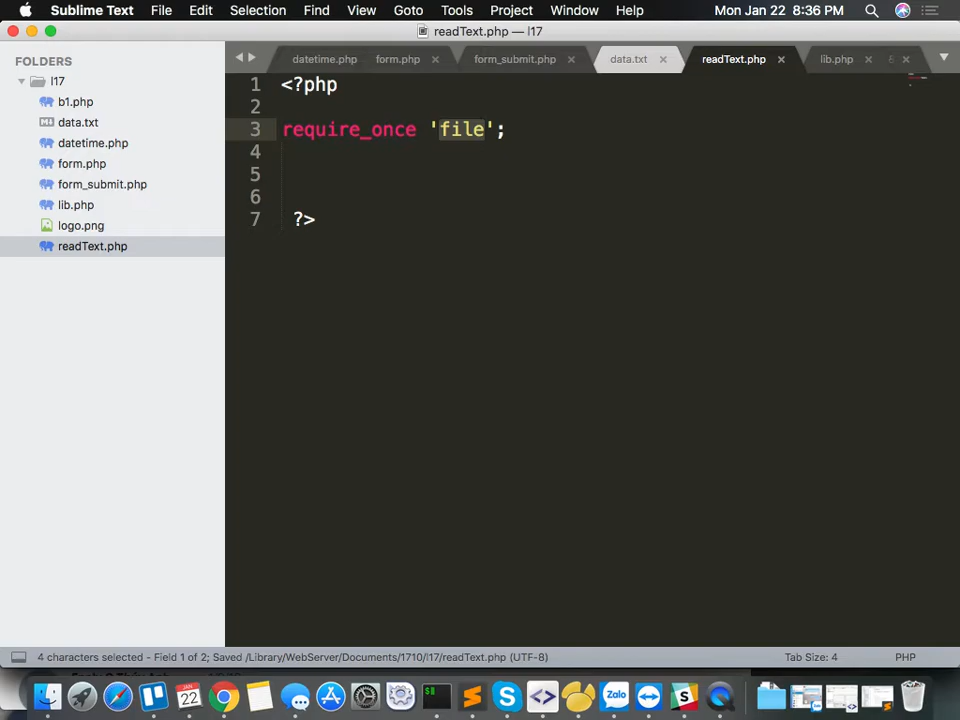 Sublime Text File Edit Selection Find View Goto Tools Project Window Help Mon Jan 22 8:36 PM
readText.php — l17
FOLDERS
l17
b1.php
data.txt
datetime.php
form.php
form_submit.php
lib.php
logo.png
readText.php
datetime.php form.php form_submit.php data.txt readText.php lib.php
1 <?php
2
3 require_once 'file';
4
5
6
7 ?>
4 characters selected - Field 1 of 2; Saved /Library/WebServer/Documents/1710/l17/readText.php (UTF-8) Tab Size: 4 PHP
22
Zalo